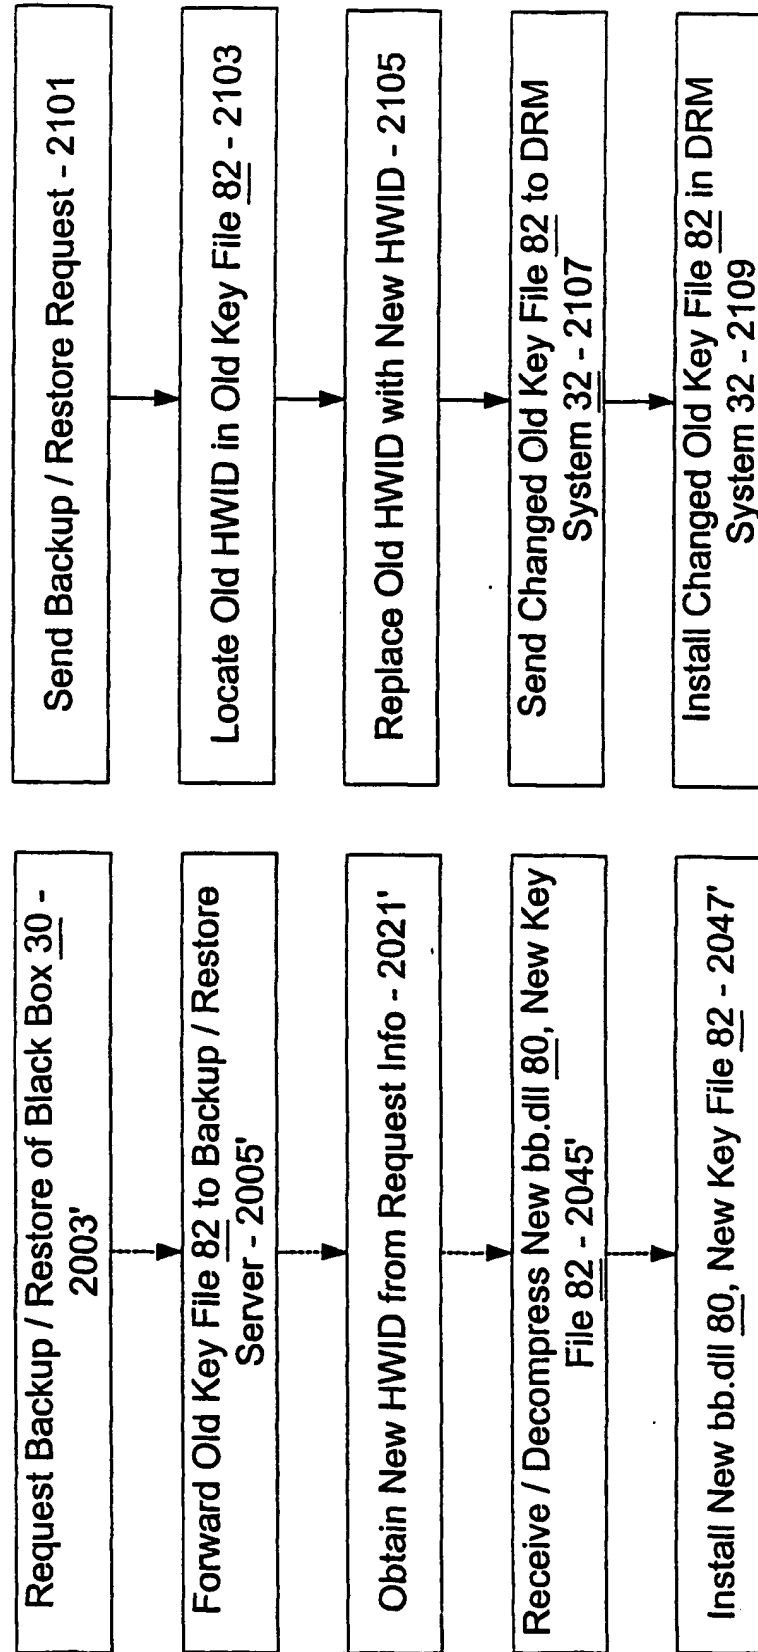 Request Backup / Restore of Black Box 30 -
2003'
Forward Old Key File 82 to Backup / Restore
Server - 2005'
Obtain New HWID from Request Info - 2021'
Receive / Decompress New bb.dll 80, New Key
File 82 - 2045'
Install New bb.dll 80, New Key File 82 - 2047'
Send Backup / Restore Request - 2101
Locate Old HWID in Old Key File 82 - 2103
Replace Old HWID with New HWID - 2105
Send Changed Old Key File 82 to DRM
System 32 - 2107
Install Changed Old Key File 82 in DRM
System 32 - 2109